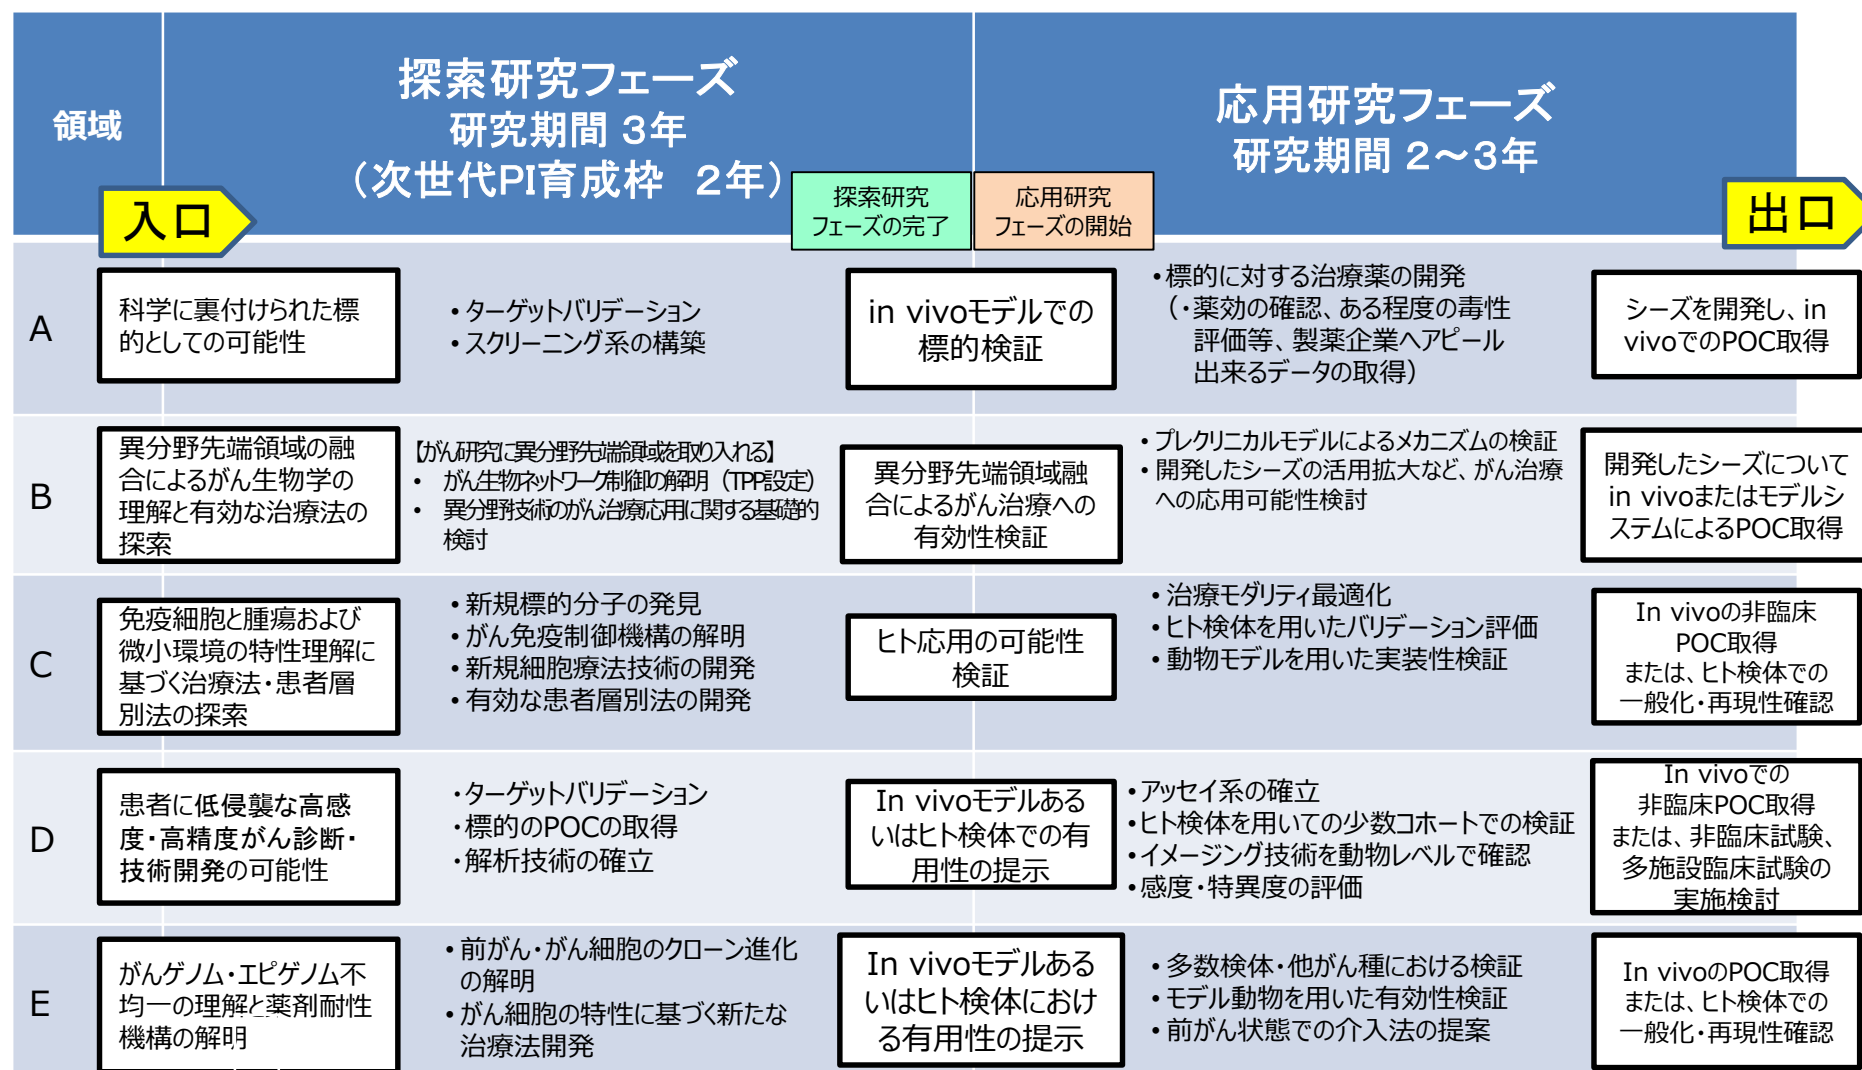 領域
探索研究フェーズ
研究期間 3年
（次世代PI育成枠　2年）
応用研究フェーズ
研究期間 2～3年
入口
探索研究
フェーズの完了
応用研究
フェーズの開始
出口
A
科学に裏付けられた標
的としての可能性
•ターゲットバリデーション
•スクリーニング系の構築
in vivoモデルでの
標的検証
•標的に対する治療薬の開発
（・薬効の確認、ある程度の毒性
評価等、製薬企業へアピール
出来るデータの取得）
シーズを開発し、in
vivoでのPOC取得
B
異分野先端領域の融
合によるがん生物学の
理解と有効な治療法の
探索
【がん研究に異分野先端領域を取り入れる】
•　がん生物ネットワーク制御の解明（TPP設定）
•　異分野技術のがん治療応用に関する基礎的
検討
異分野先端領域融
合によるがん治療への
有効性検証
•プレクリニカルモデルによるメカニズムの検証
•開発したシーズの活用拡大など、がん治療
への応用可能性検討
開発したシーズについて
in vivoまたはモデルシ
ステムによるPOC取得
C
免疫細胞と腫瘍および
微小環境の特性理解に
基づく治療法・患者層
別法の探索
•新規標的分子の発見
•がん免疫制御機構の解明
•新規細胞療法技術の開発
•有効な患者層別法の開発
ヒト応用の可能性
検証
•治療モダリティ最適化
•ヒト検体を用いたバリデーション評価
•動物モデルを用いた実装性検証
In vivoの非臨床
POC取得
または、ヒト検体での
一般化・再現性確認
D
患者に低侵襲な高感
度・高精度がん診断・
技術開発の可能性
・ターゲットバリデーション
・標的のPOCの取得
・解析技術の確立
In vivoモデルある
いはヒト検体での有
用性の提示
•アッセイ系の確立
•ヒト検体を用いての少数コホートでの検証
•イメージング技術を動物レベルで確認
•感度・特異度の評価
In vivoでの
非臨床POC取得
または、非臨床試験、
多施設臨床試験の
実施検討
E
がんゲノム・エピゲノム不
均一の理解と薬剤耐性
機構の解明
•前がん・がん細胞のクローン進化
の解明
•がん細胞の特性に基づく新たな
治療法開発
In vivoモデルある
いはヒト検体におけ
る有用性の提示
•多数検体・他がん種における検証
•モデル動物を用いた有効性検証
•前がん状態での介入法の提案
In vivoのPOC取得
または、ヒト検体での
一般化・再現性確認